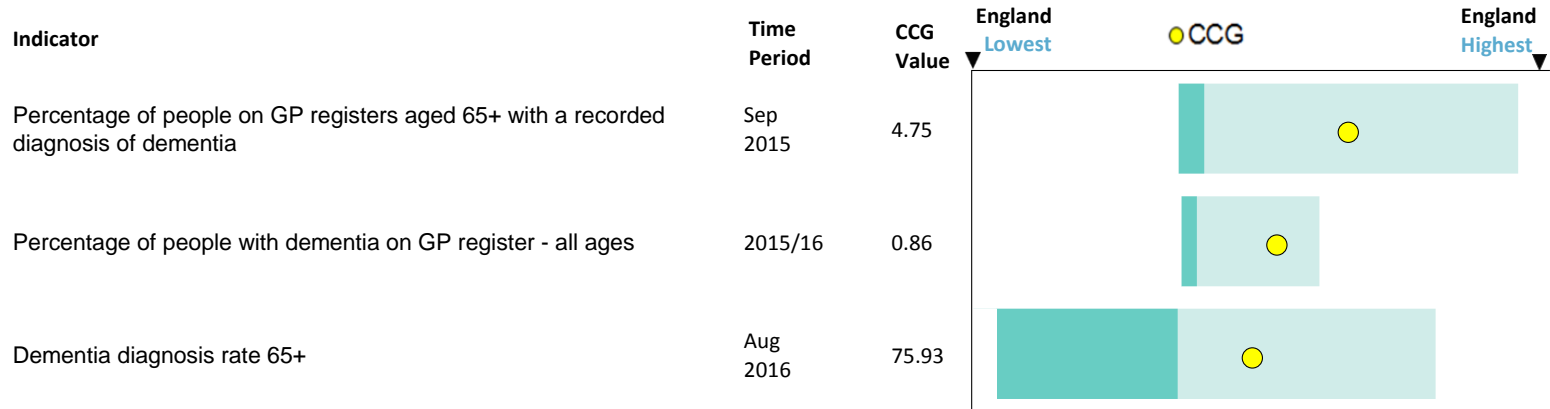 Indicator
Time
Period
CCG
Value
England
Lowest
CCG
England
Highest
Percentage of people on GP registers aged 65+ with a recorded
diagnosis of dementia
Sep
2015
4.75
Percentage of people with dementia on GP register - all ages
2015/16
0.86
Dementia diagnosis rate 65+
Aug
2016
75.93